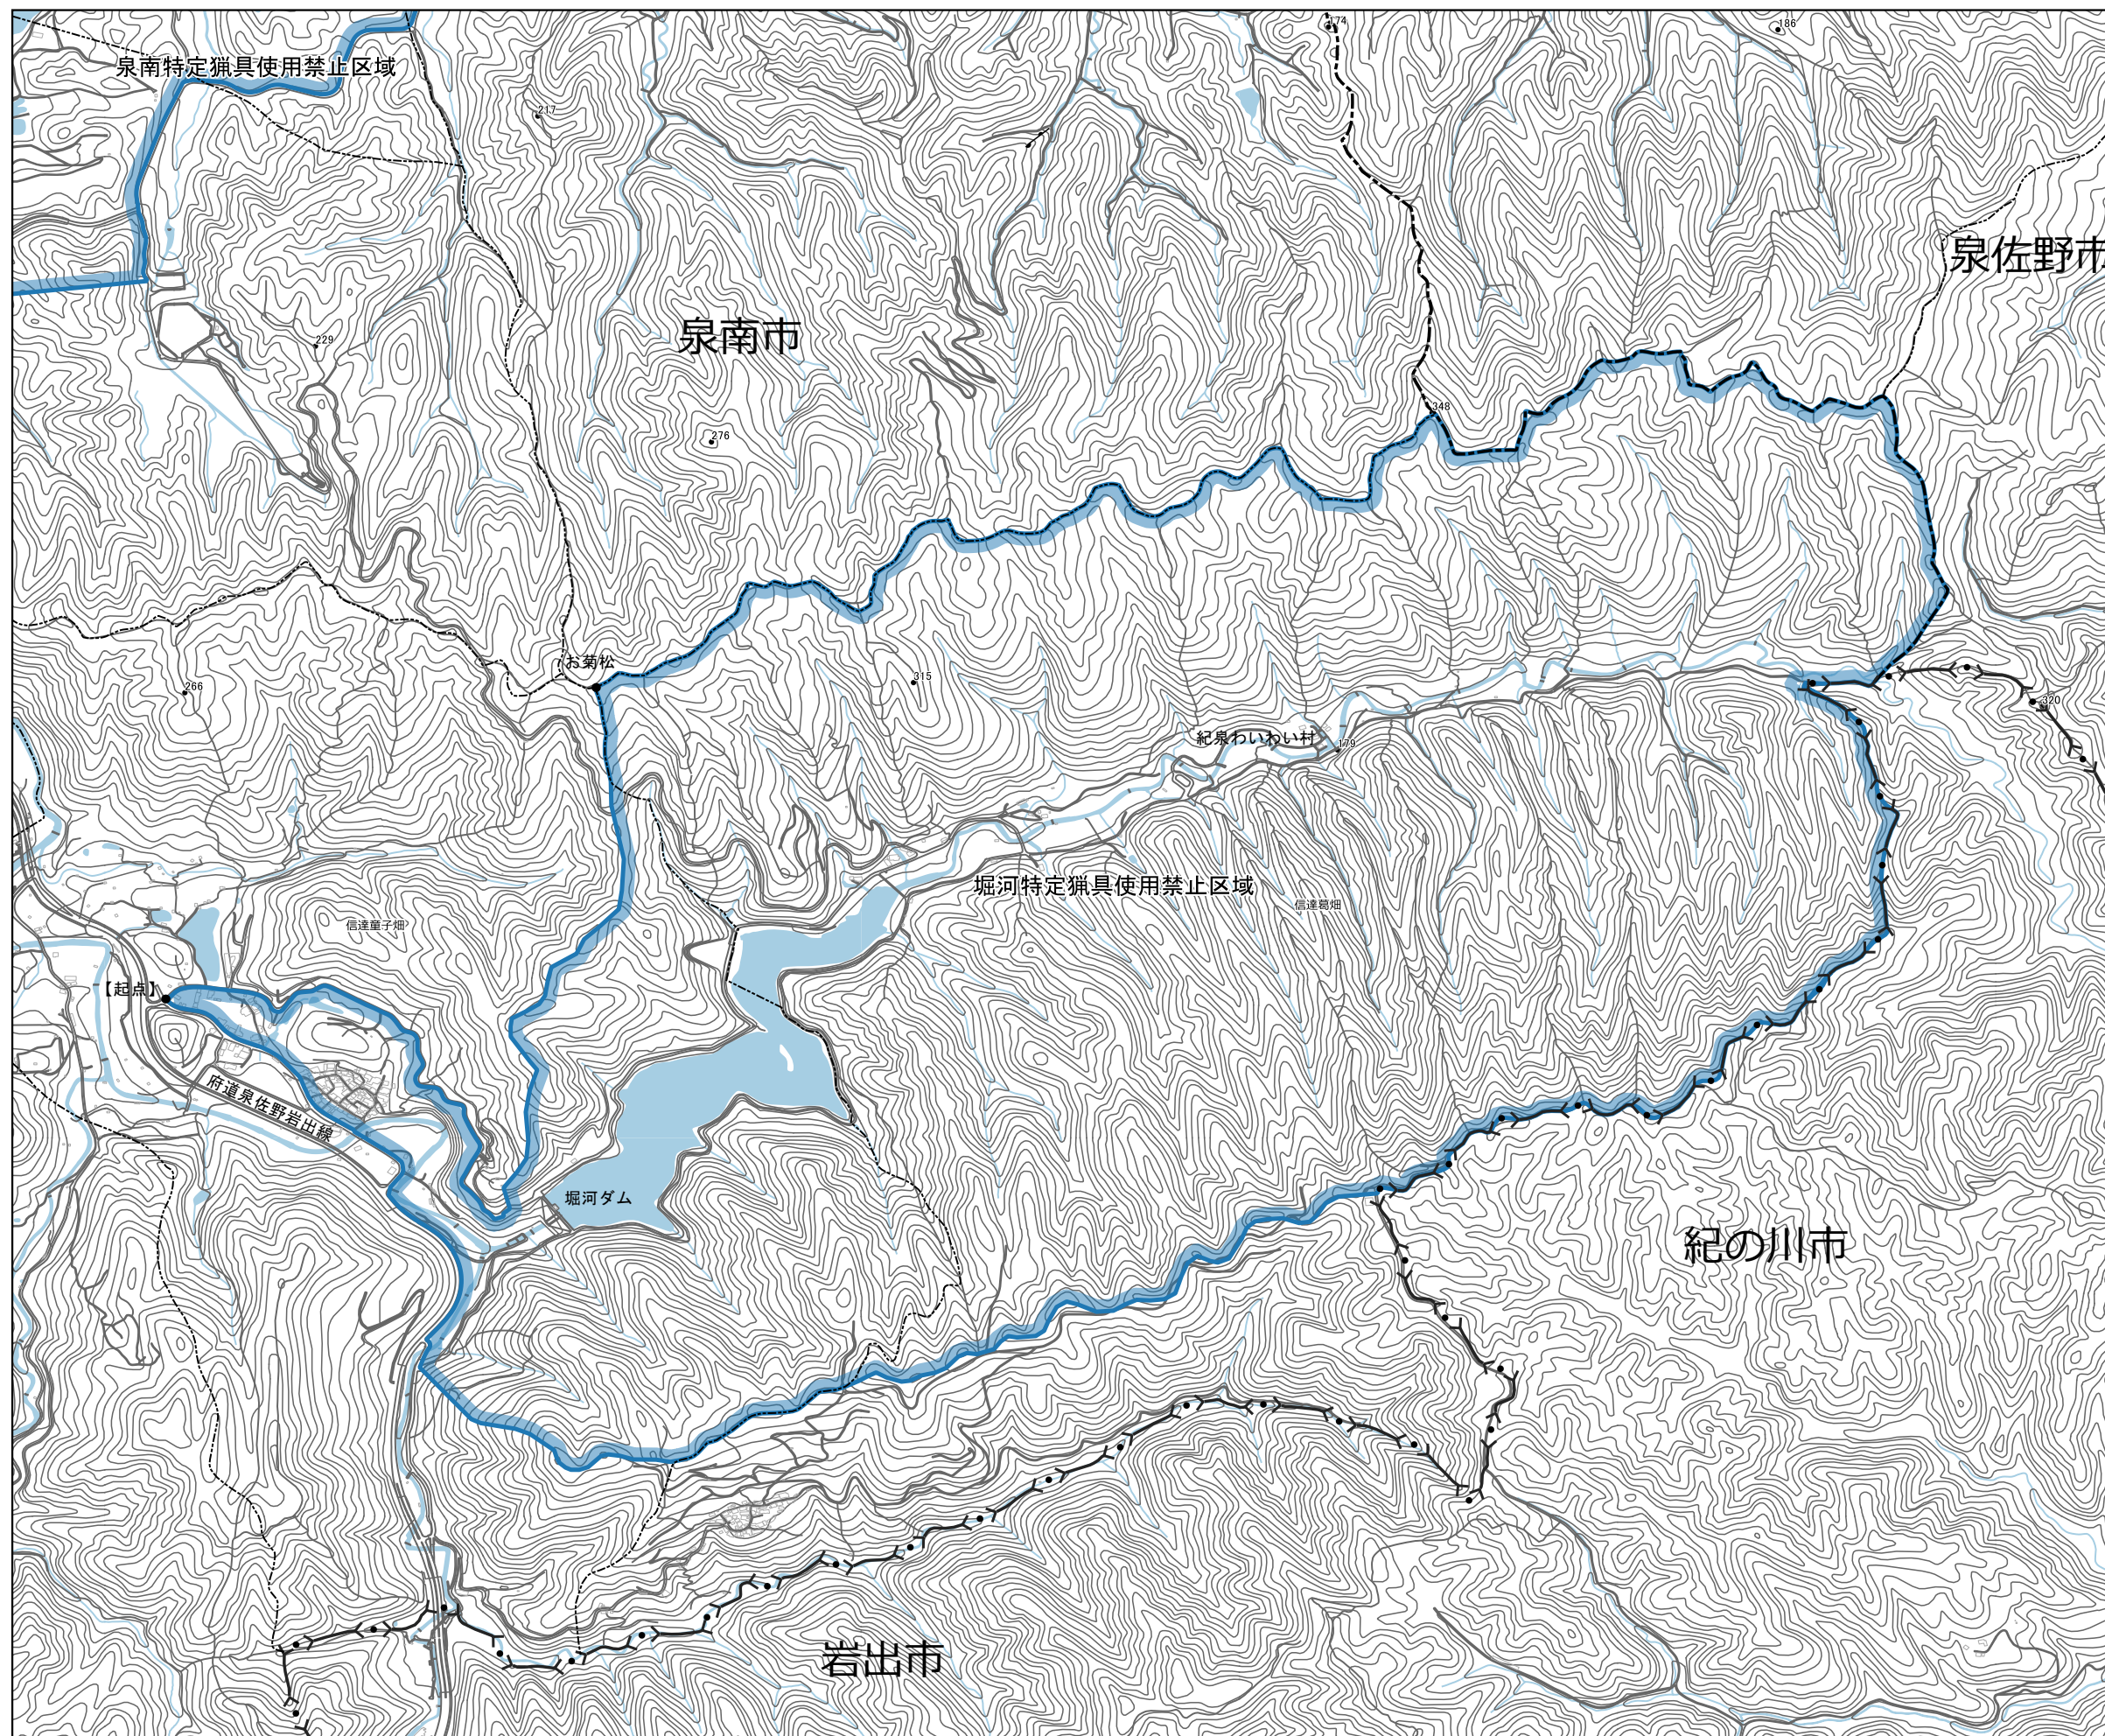 174
186
泉南特定猟具使用禁止区域
217
泉佐野市
泉南市
229
348
276
お菊松
315
266
320
紀泉わいわい村
179
堀河特定猟具使用禁止区域
信達葛畑
信達童子畑
【起点】
府道泉佐野岩出線
堀河ダム
紀の川市
岩出市